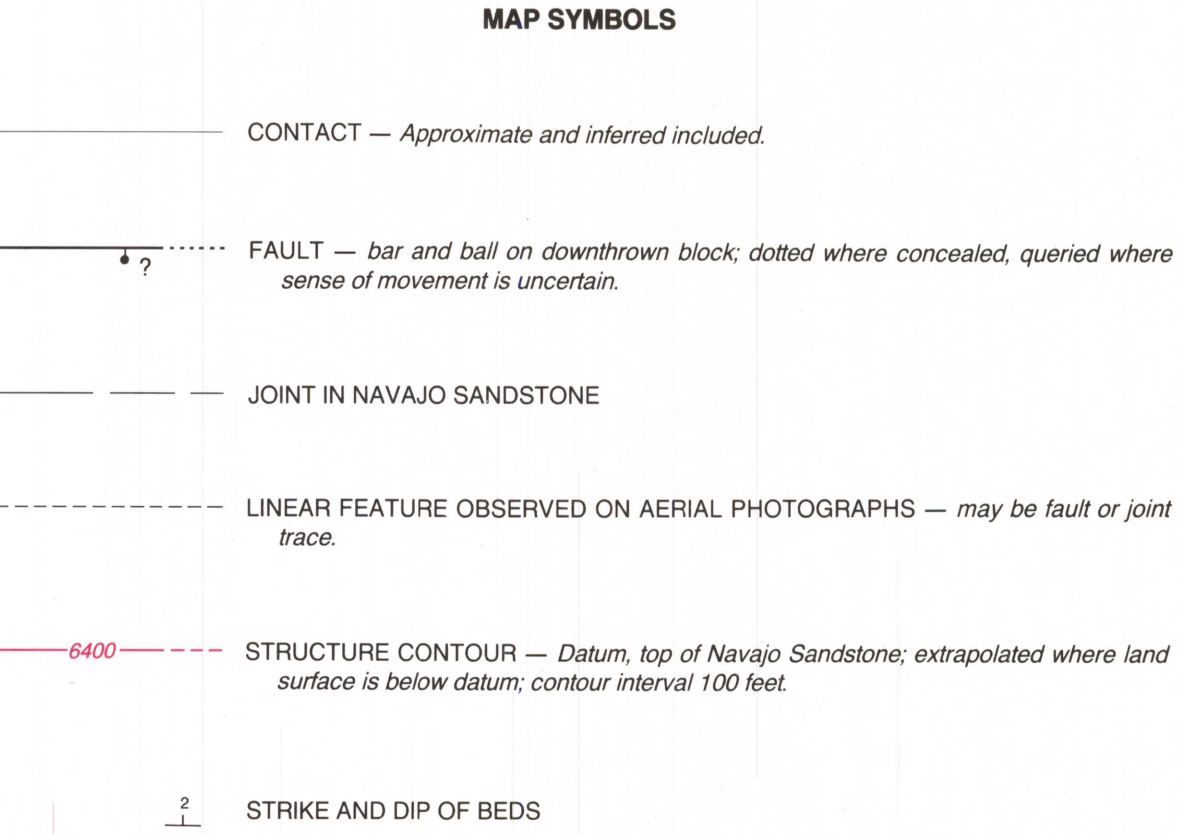 MAP SYMBOLS
CONTACT — Approximate and inferred included.
FAULT — bar and ball on downthrown block; dotted where concealed, queried where
?
sense of movement is uncertain.
JOINT IN NAVAJO SANDSTONE
LINEAR FEATURE OBSERVED ON AERIAL PHOTOGRAPHS — may be fault or joint
trace.
6400 STRUCTURE CONTOUR — Datum, top of Navajo Sandstone; extrapolated where land
surface is below datum; contour interval 100 feet.
2 STRIKE AND DIP OF BEDS